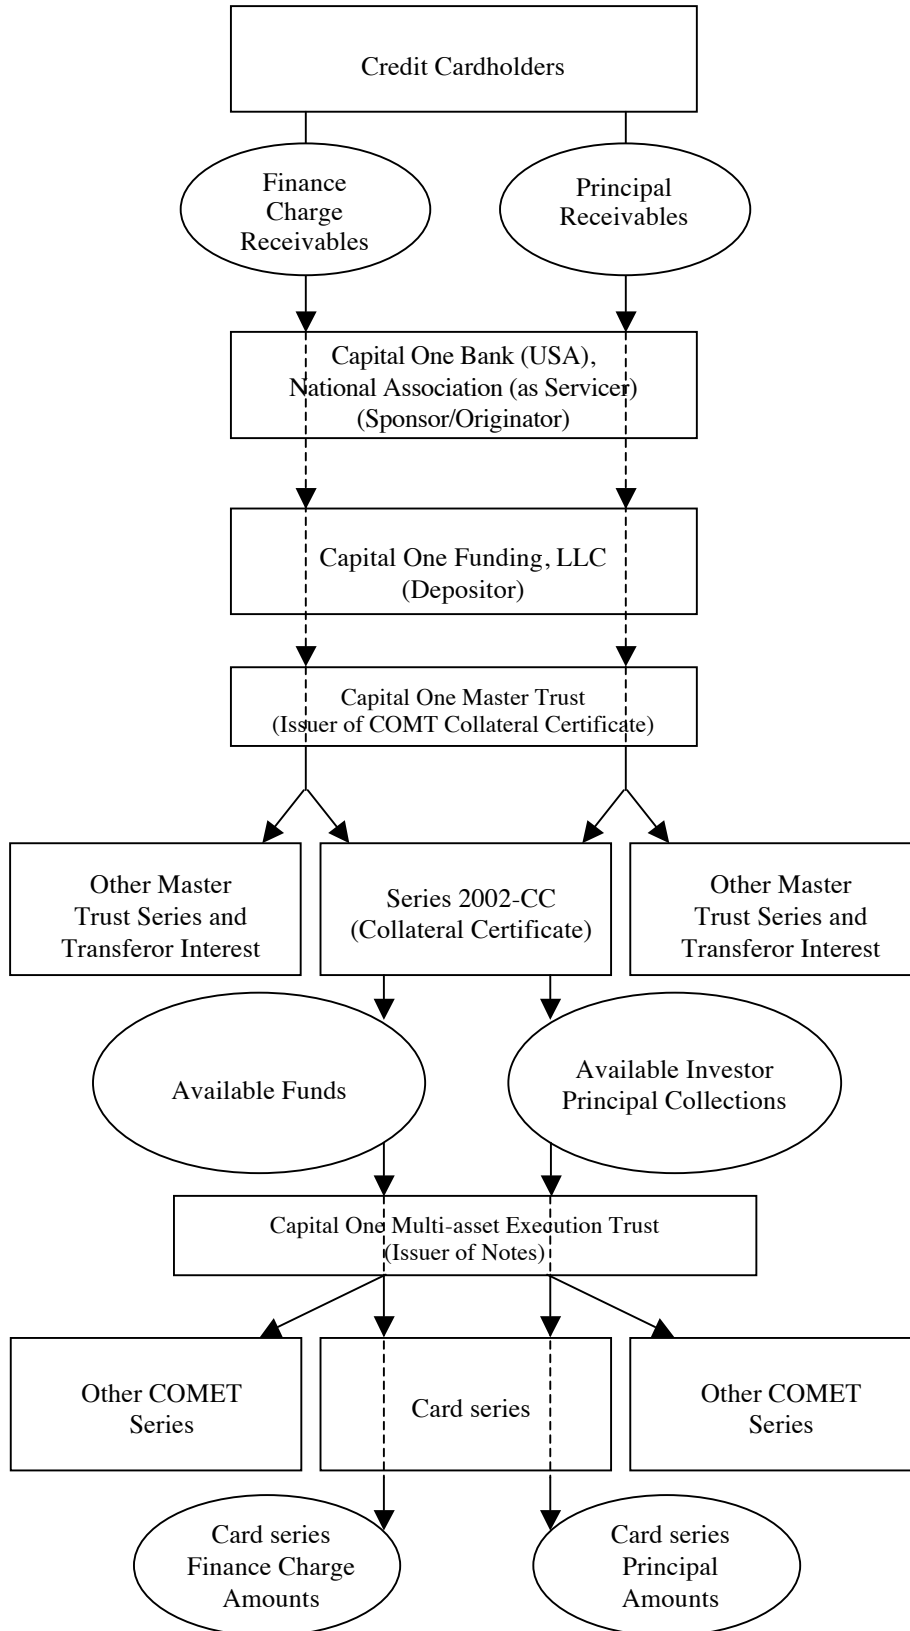 Credit Cardholders
Finance
Charge
Receivables
Principal
Receivables
Capital One Bank (USA),
National Association (as Servicer)
(Sponsor/Originator)
Capital One Funding, LLC
(Depositor)
Capital One Master Trust
(Issuer of COMT Collateral Certificate)
Other Master
Trust Series and
Transferor Interest
Series 2002-CC
(Collateral Certificate)
Other Master
Trust Series and
Transferor Interest
Available Funds
Available Investor
Principal Collections
Capital One Multi-asset Execution Trust
(Issuer of Notes)
Other COMET
Series
Card series
Other COMET
Series
Card series
Finance Charge
Amounts
Card series
Principal
Amounts